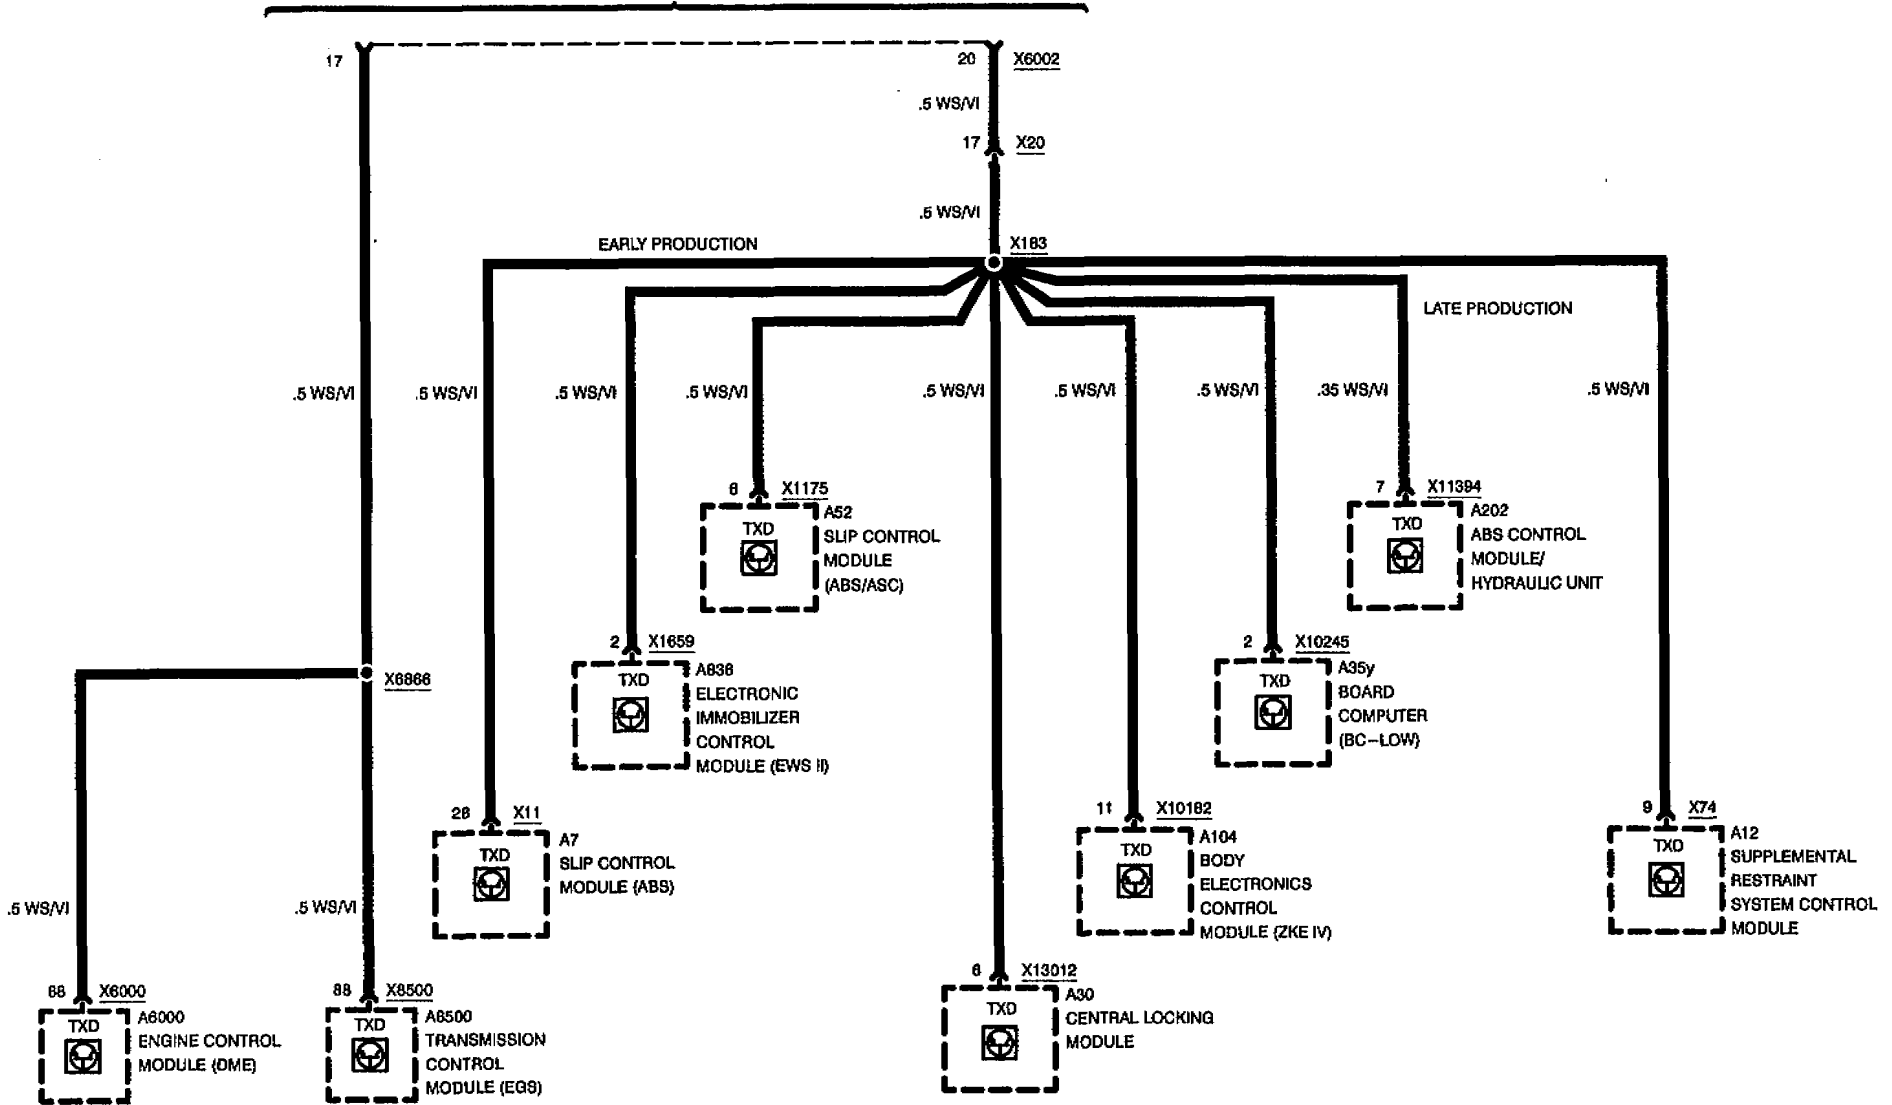 17
20
X6002
.5 WS/VI
17
X20
.5 WS/VI
EARLY PRODUCTION
X183
LATE PRODUCTION
.5 WS/VI
.5 WS/VI
.5 WS/VI
.5 WS/VI
.5 WS/VI
.5 WS/VI
.5 WS/VI
.35 WS/VI
.5 WS/VI
6
X1175
A52
TXD
SLIP CONTROL
MODULE
(ABS/ASC)
7
X11394
A202
TXD
ABS CONTROL
MODULE/
HYDRAULIC UNIT
2
X1659
A836
TXD
ELECTRONIC
IMMOBILIZER
CONTROL
MODULE (EWS II)
2
X10245
A35y
TXD
BOARD
COMPUTER
(BC-LOW)
X6866
28
X11
A7
TXD
SLIP CONTROL
MODULE (ABS)
11
X10182
A104
TXD
BODY
ELECTRONICS
CONTROL
MODULE (ZKE IV)
9
X74
A12
TXD
SUPPLEMENTAL
RESTRAINT
SYSTEM CONTROL
MODULE
.5 WS/VI
.5 WS/VI
88
X6000
A6000
TXD
ENGINE CONTROL
MODULE (DME)
88
X8500
A8500
TXD
TRANSMISSION
CONTROL
MODULE (EGS)
6
X13012
A30
TXD
CENTRAL LOCKING
MODULE